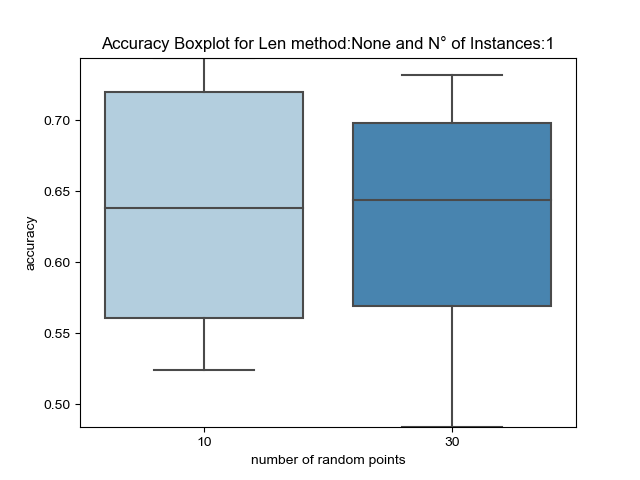 Accuracy Boxplot for Len method:None and N° of Instances:1
0.70
0.65
0.60
0.55
0.50
accuracy
10 30
number of random points